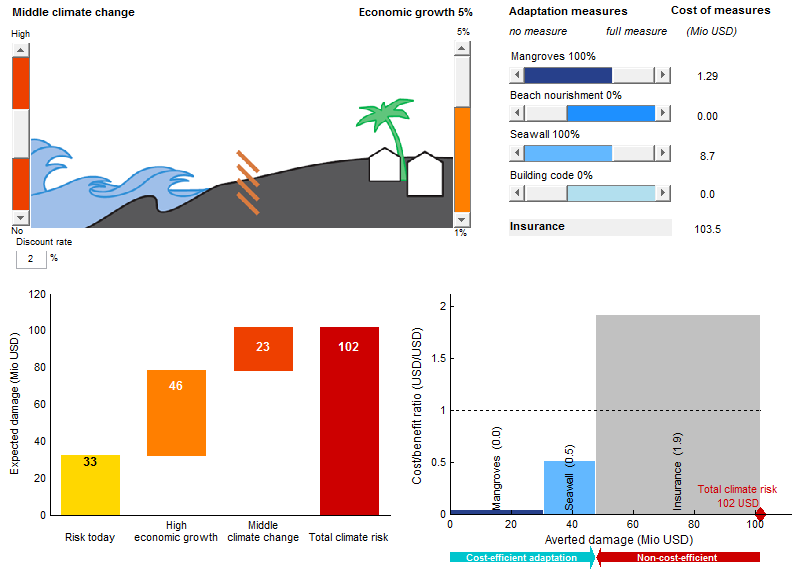 Middle climate change
Economic growth 5%
High
5%
No
1%
Discount rate
2 %
Adaptation measures
Cost of measures
no measure full measure (Mio USD)
Mangroves 100%
1.29
Beach nourishment 0%
0.00
Seawall 100%
8.7
Building code 0%
0.0
Insurance
103.5
Expected damage (Mio USD)
120
100
80
60
40
20
0
33
46
23
102
Risk today
High
economic growth
Middle
climate change
Total climate risk
Cost/benefit ratio (USD/USD)
2
1.5
1
0.5
0
Mangroves (0.0)
Seawall (0.5)
Insurance (1.9)
Total climate risk
102 USD
0 20 40 60 80 100
Averted damage (Mio USD)
Cost-efficient adaptation
Non-cost-efficient